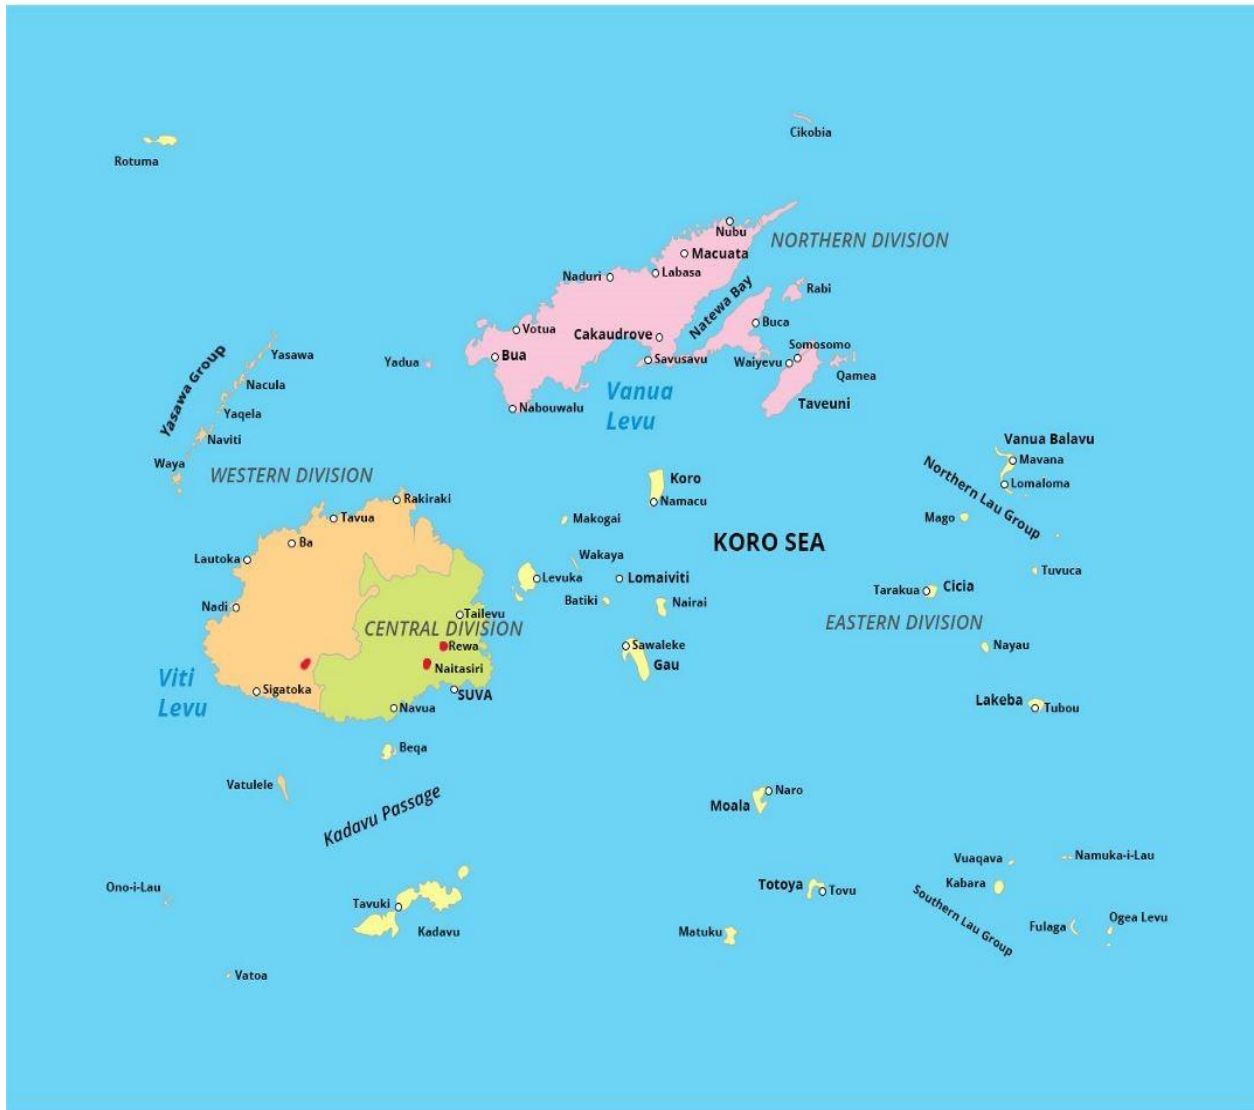 Cikobia
Rotuma
Nubu
NORTHERN DIVISION
Macuata
Naduri
Labasa
Natewa Bay
Rabi
Votua
Cakaudrove
Buca
Yasawa Group
Yasawa
Yadua
Bua
Savusavu
Somosomo
Waiyevu
Qamea
Nacula
Vanua
Levu
Taveuni
Nabouwalu
Yaqela
Naviti
Waya
WESTERN DIVISION
Vanua Balavu
Mavana
Lomaloma
Northern Lau Group
Koro
Namacu
Rakiraki
Tavua
Makogai
Mago
Ba
KORO SEA
Lautoka
Wakaya
Levuka
Lomaiviti
Tuvuca
Tarakua
Cicia
Batiki
Nairai
Nadi
Tailevu
CENTRAL DIVISION
EASTERN DIVISION
Rewa
Sawaleke
Nayau
Naitasiri
Gau
Viti
Levu
Sigatoka
SUVA
Navua
Lakeba
Tubou
Beqa
Vatulele
Kadavu Passage
Naro
Moala
Vuaqava
Namuka-i-Lau
Ono-i-Lau
Totoya
Tovu
Kabara
Southern Lau Group
Tavuki
Kadavu
Matuku
Fulaga
Ogea Levu
Vatoa